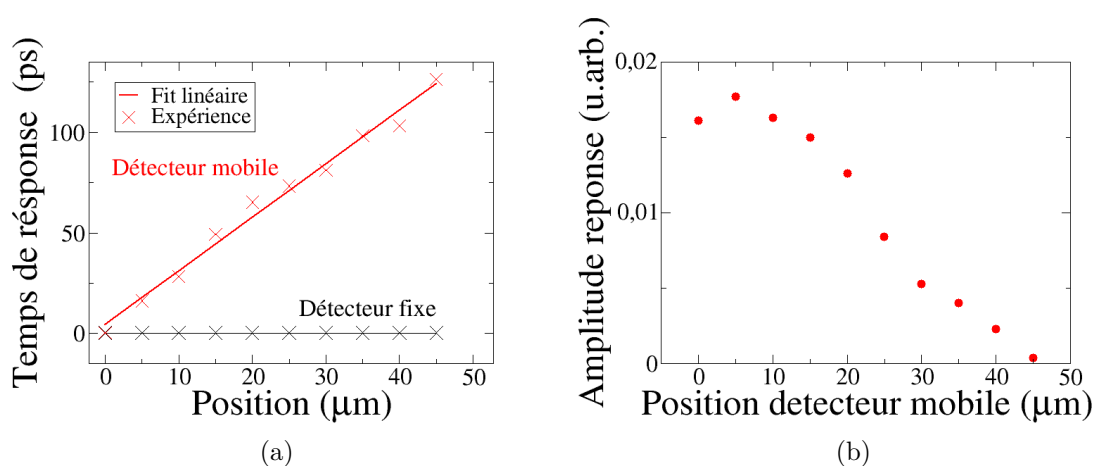 Temps de résponse (ps)
100
50
0
Fit linéaire
Expérience
Détecteur mobile
Détecteur fixe
0 10 20 30 40 50
Position (μm)
(a)
Amplitude reponse (u.arb.)
0,02
0,01
0
0 10 20 30 40 50
Position detecteur mobile (μm)
(b)